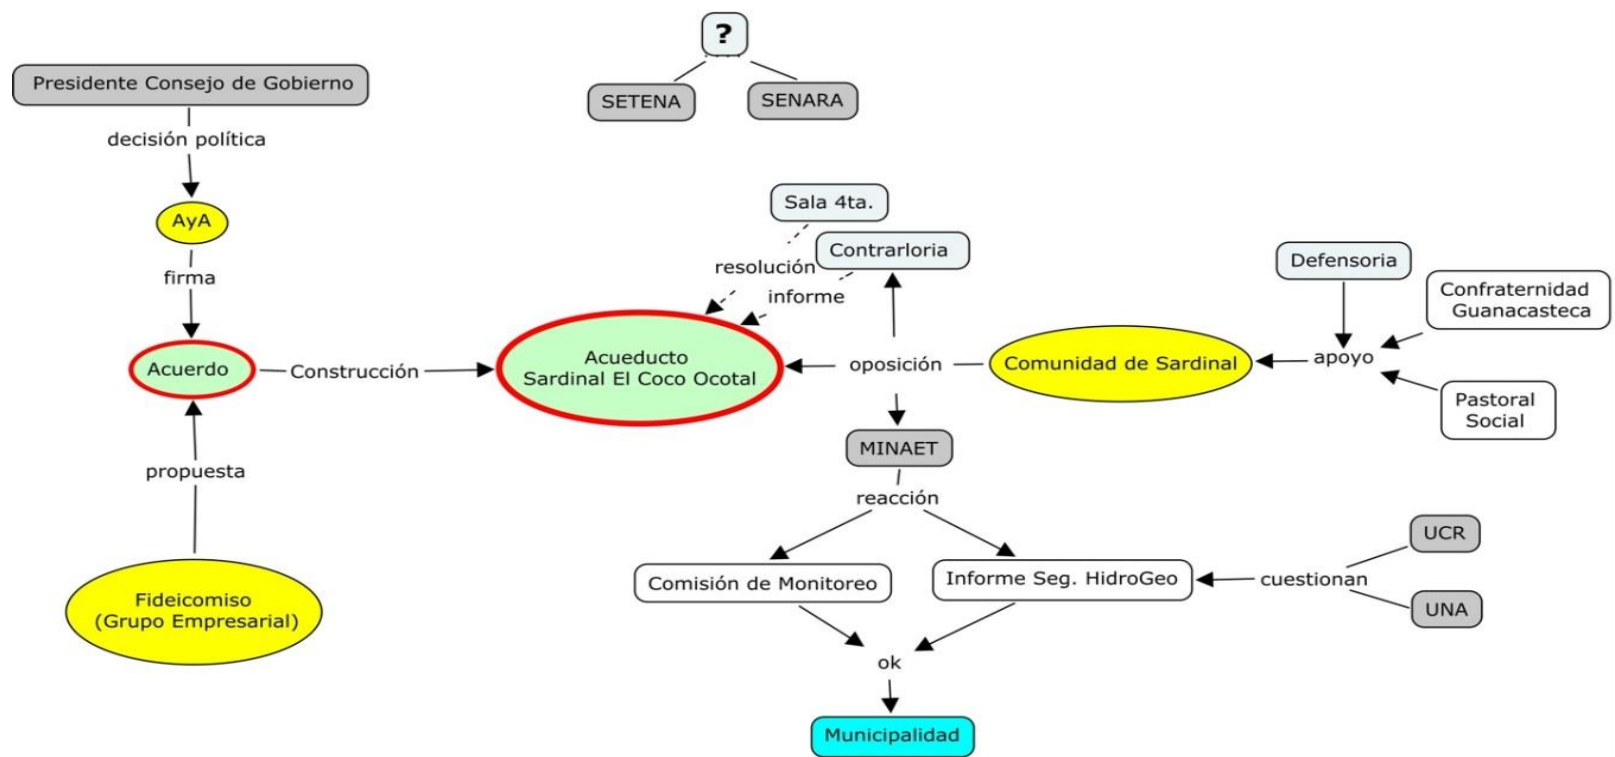 ?
Presidente Consejo de Gobierno
SETENA
SENARA
decisión política
Sala 4ta.
AyA
Contrarloria
Defensoria
resolución
firma
informe
Confraternidad
Guanacasteca
Acuerdo
Construcción
Acueducto
Sardinal El Coco Ocotal
oposición
Comunidad de Sardinal
apoyo
Pastoral
Social
MINAET
propuesta
reacción
UCR
Comisión de Monitoreo
Informe Seg. HidroGeo
cuestionan
Fideicomiso
(Grupo Empresarial)
UNA
ok
Municipalidad